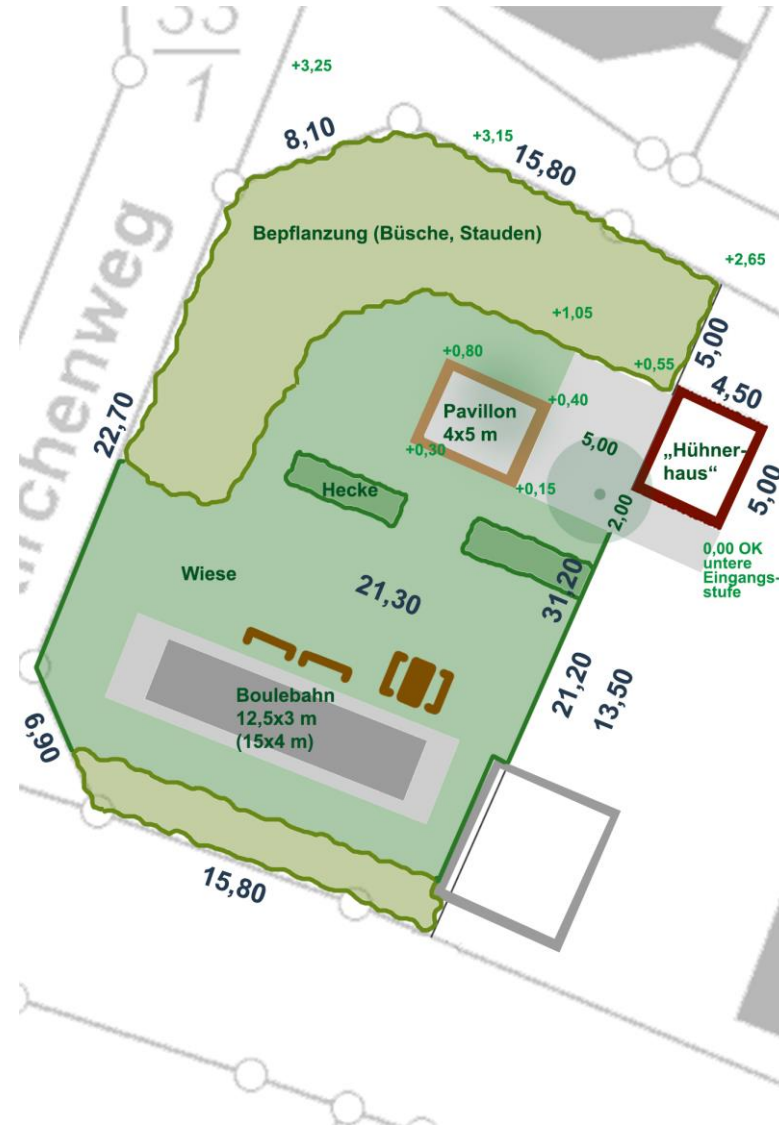 33
1
+3,25
8,10
+3,15
15,80
+2,65
Bepflanzung (Büsche, Stauden)
+1,05
5,00
+0,80
+0,55
4,50
Pavillon
4x5 m
+0,40
5,00
„Hühner-
haus“
+0,30
22,70
irchenweg
Hecke
+0,15
2,00
5,00
0,00 OK
untere
Eingangs-
stufe
Wiese
21,30
31,20
21,20
13,50
Boulebahn
12,5x3 m
(15x4 m)
6,90
15,80